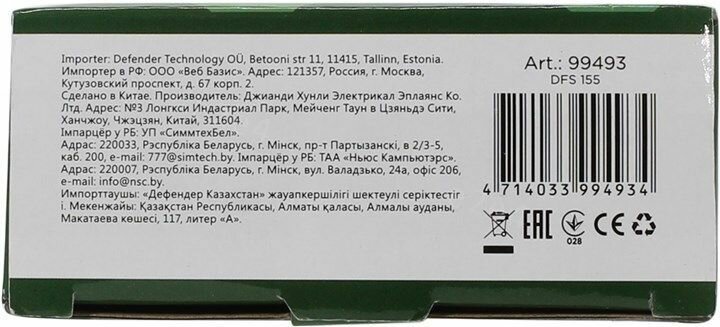 Importer: Defender Technology OÜ, Betooni str 11, 11415, Tallinn, Estonia.
Импортер в РФ: ООО «Веб Базис». Адрес: 121357, Россия, г. Москва,
Кутузовский проспект, д. 67 корп. 2.
Сделано в Китае. Производитель: Джианди Хунли Электрикал Эплаянс Ко.
Лтд. Адрес: №3 Лонгкси Индастриал Парк, Мейченг Таун в Цзяньдэ Сити,
Ханчжоу, Чжэцзян, Китай, 311604.
Імпарцёр у РБ: УП «СиммтехБел».
Адрас: 220033, Рэспубліка Беларусь, г. Мінск, пр-т Партызанскі, в 2/3-5,
каб. 200, e-mail: 777@simtech.by. Імпарцёр у РБ: ТАА «Ньюс Кампьютэрс».
Адрас: 220007, Рэспубліка Беларусь, г. Мінск, вул. Валадзько, 24а, офіс 206,
e-mail: info@nsc.by.
Импорттаушы: «Дефендер Казахстан» жауапкершілігі шектеулі серіктестіг
і. Мекенжайы: Қазақстан Республикасы, Алматы қаласы, Алмалы ауданы,
Макатаева көшесі, 117, литер «А».
Art.: 99493
DFS 155
4 714033 994934
EAC CE
028